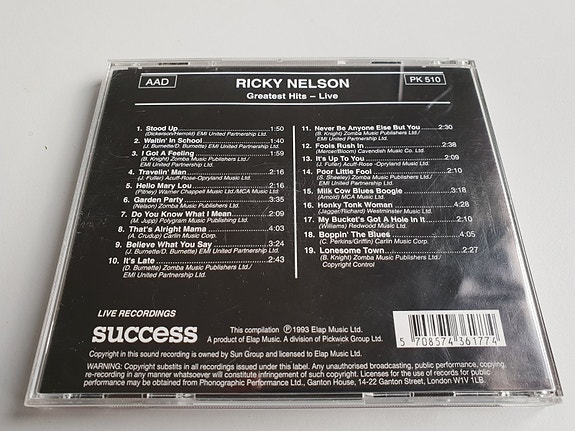 AAD
RICKY NELSON
PK 510
Greatest Hits – Live
1. Stood Up 1:50
(Dickerson/Herrold) EMI United Partnership Ltd.
2. Waitin' In School 1:40
(J. Burnette/D. Burnette) EMI United Partnership Ltd.
3. I Got A Feeling 1:59
(B. Knight) Zomba Music Publishers Ltd./
EMI United Partnership Ltd.
4. Travelin' Man 2:16
(J. Fuller) Acuff-Rose-Opryland Music Ltd.
5. Hello Mary Lou 2:16
(Pitney) Warner Chappell Music Ltd./MCA Music Ltd.
6. Garden Party 3:35
(Nelson) Zomba Music Publishers Ltd.
7. Do You Know What I Mean 2:09
(M. Jupp) Polygram Music Publishing Ltd.
8. That's Alright Mama 4:03
(A. Crudup) Carlin Music Corp.
9. Believe What You Say 3:24
(J. Burnette/D. Burnette) EMI United Partnership Ltd.
10. It's Late 2:43
(D. Burnette) Zomba Music Publishers Ltd./
EMI United Partnership Ltd.
11. Never Be Anyone Else But You 2:30
(B. Knight) Zomba Music Publishers Ltd./
EMI United Partnership Ltd.
12. Fools Rush In 2:38
(Mercer/Bloom) Cavendish Music Co. Ltd.
13. It's Up To You 2:09
(J. Fuller) Acuff-Rose-Opryland Music Ltd.
14. Poor Little Fool 2:10
(S. Sheeley) Zomba Music Publishers Ltd./
EMI United Partnership Ltd.
15. Milk Cow Blues Boogie 3:18
(Arnold) MCA Music Ltd.
16. Honky Tonk Woman 4:28
(Jagger/Richard) Westminster Music Ltd.
17. My Bucket's Got A Hole In It 2:02
(Williams) Redwood Music Ltd.
18. Boppin' The Blues 4:05
(C. Perkins/Griffin) Carlin Music Corp.
19. Lonesome Town 2:27
(B. Knight) Zomba Music Publishers Ltd./
Copyright Control
LIVE RECORDINGS
success
This compilation ℗ 1993 Elap Music Ltd.
A product of Elap Music. A division of Pickwick Group Ltd.
5 708574 361774
Copyright in this sound recording is owned by Sun Group and licensed to Elap Music Ltd.
WARNING: Copyright subsits in all recordings issued under this label. Any unauthorised broadcasting, public performance, copying,
re-recording in any manner whatsoever will constitute infringement of such copyright. Licenses for the use of records for public
performance may be obtained from Phonographic Performance Ltd., Ganton House, 14-22 Ganton Street, London W1V 1LB.